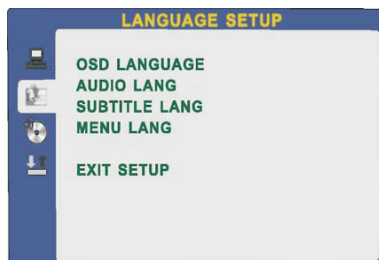 LANGUAGE SETUP
OSD LANGUAGE
AUDIO LANG
SUBTITLE LANG
MENU LANG
EXIT SETUP